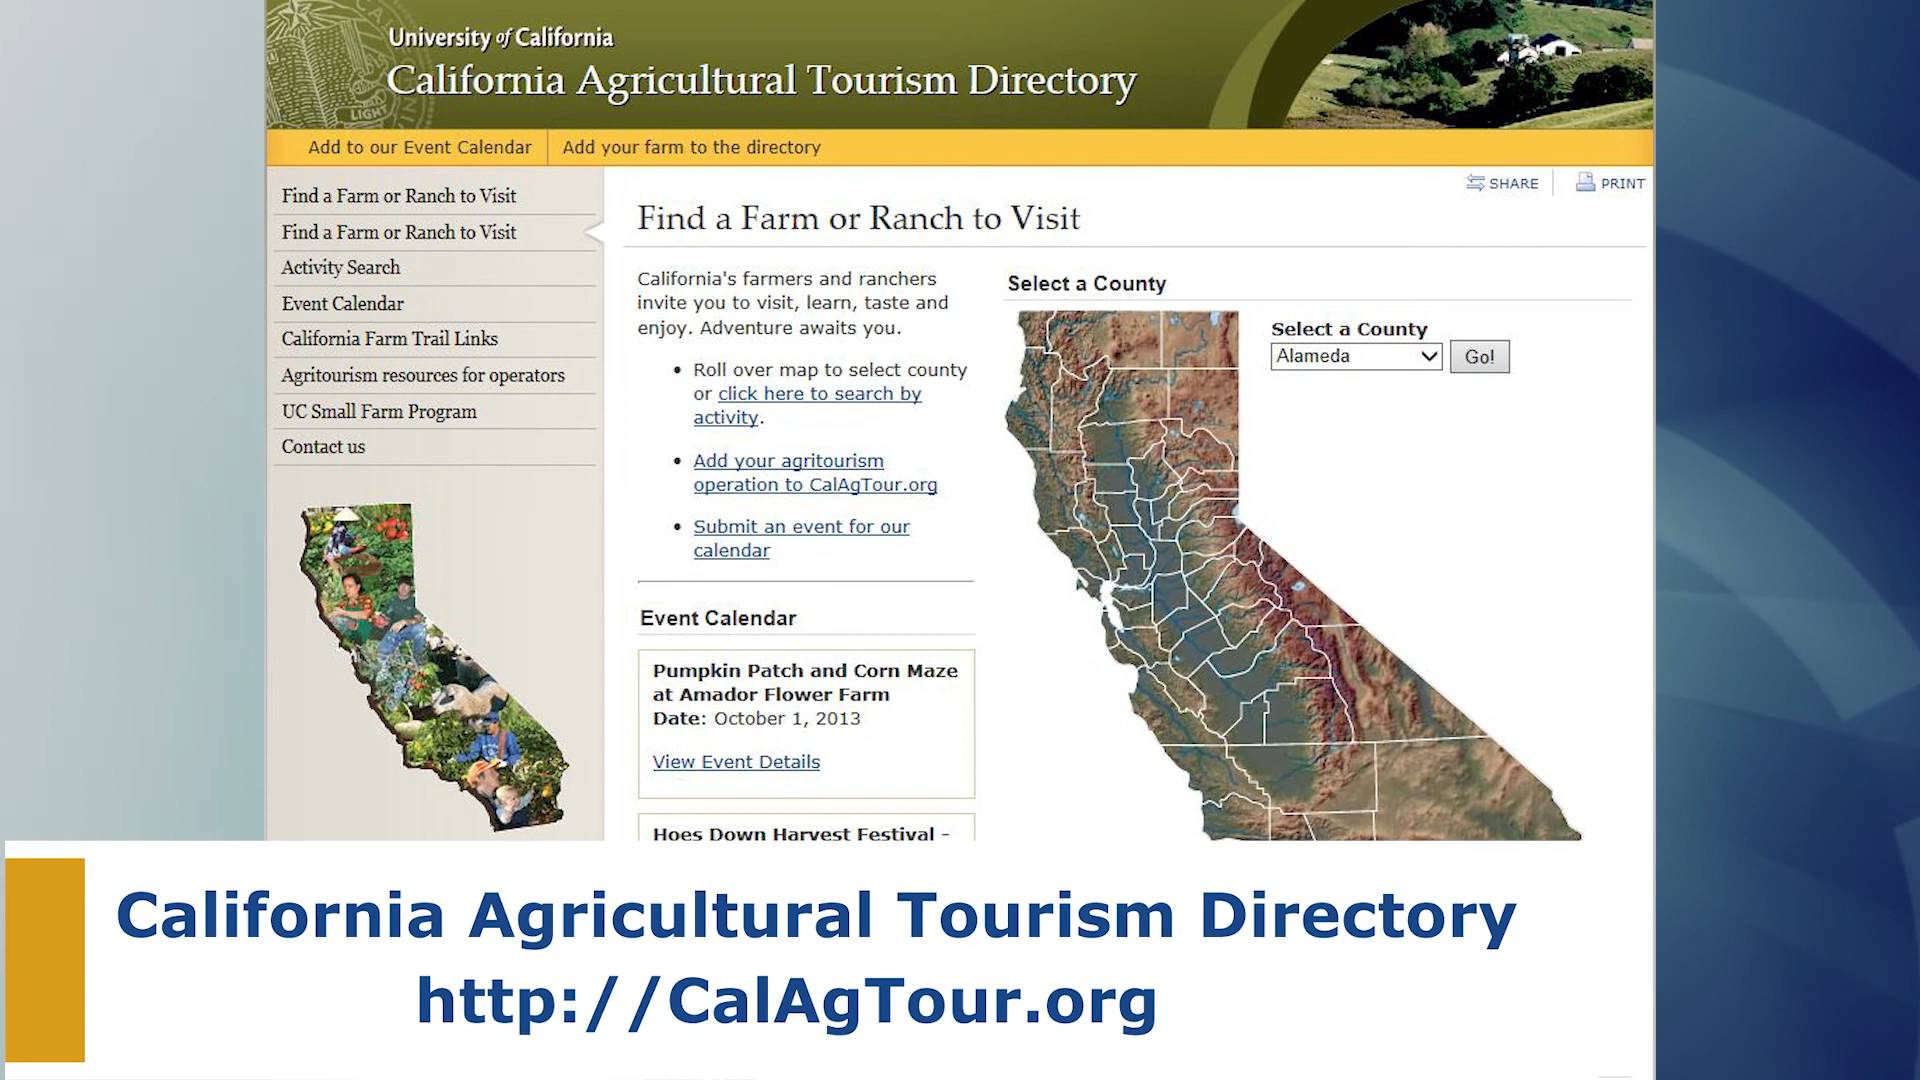 University of California
California Agricultural Tourism Directory
LIGHT
Add to our Event Calendar
Add your farm to the directory
Find a Farm or Ranch to Visit
Find a Farm or Ranch to Visit
Activity Search
Event Calendar
California Farm Trail Links
Agritourism resources for operators
UC Small Farm Program
Contact us
SHARE
PRINT
Find a Farm or Ranch to Visit
California's farmers and ranchers
invite you to visit, learn, taste and
enjoy. Adventure awaits you.
• Roll over map to select county
or click here to search by
activity.
• Add your agritourism
operation to CalAgTour.org
• Submit an event for our
calendar
Event Calendar
Pumpkin Patch and Corn Maze
at Amador Flower Farm
Date: October 1, 2013
View Event Details
Hoes Down Harvest Festival -
Select a County
Select a County
Alameda
Go!
California Agricultural Tourism Directory
http://CalAgTour.org